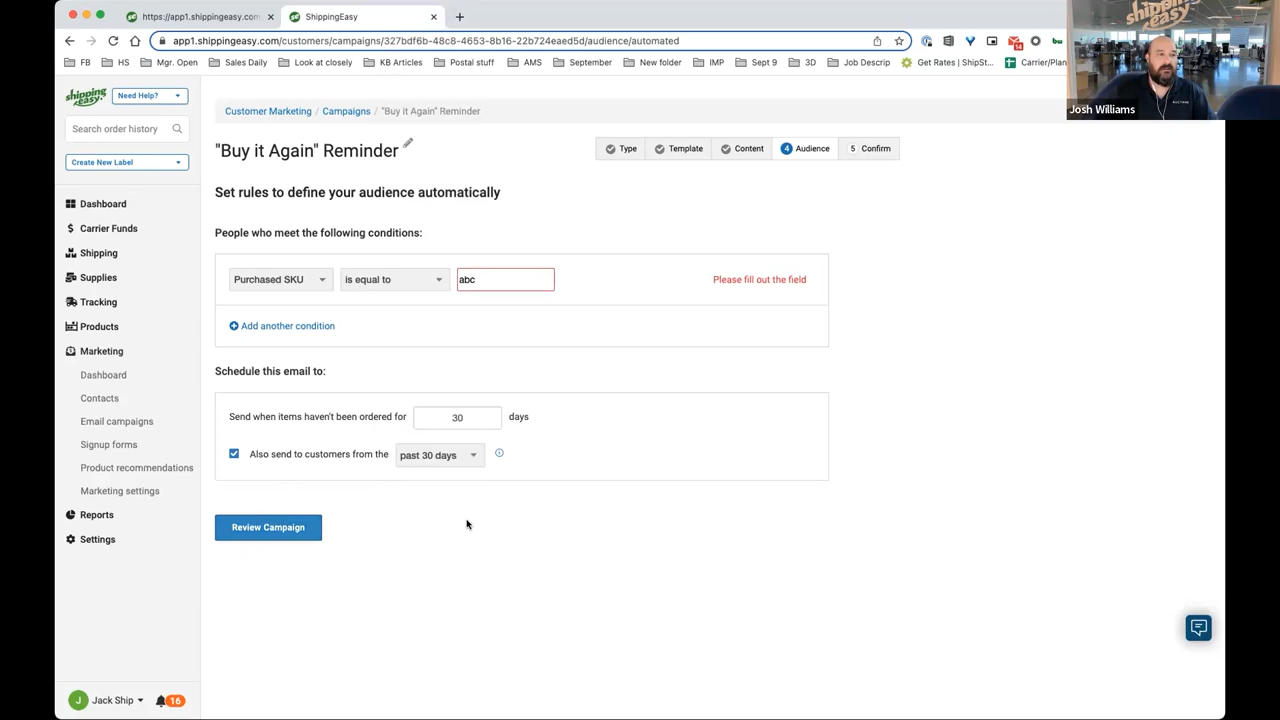 https://app1.shippingeasy.com
ShippingEasy
app1.shippingeasy.com/customers/campaigns/327bdf6b-48c8-4653-8b16-22b724eaed5d/audience/automated
14
FB
HS
Mgr. Open
Sales Daily
Look at closely
KB Articles
Postal stuff
AMS
September
New folder
IMP
Sept 9
3D
Job Descrip
Get Rates | ShipSt...
Carrier/Plan
shipping easy
Josh Williams
shipping easy
Need Help?
Search order history
Create New Label
Dashboard
Carrier Funds
Shipping
Supplies
Tracking
Products
Marketing
Dashboard
Contacts
Email campaigns
Signup forms
Product recommendations
Marketing settings
Reports
Settings
J Jack Ship
16
Customer Marketing / Campaigns / "Buy it Again" Reminder
"Buy it Again" Reminder
Type
Template
Content
4 Audience
5 Confirm
Set rules to define your audience automatically
People who meet the following conditions:
Purchased SKU
is equal to
abc
Please fill out the field
Add another condition
Schedule this email to:
Send when items haven't been ordered for 30 days
Also send to customers from the past 30 days
Review Campaign